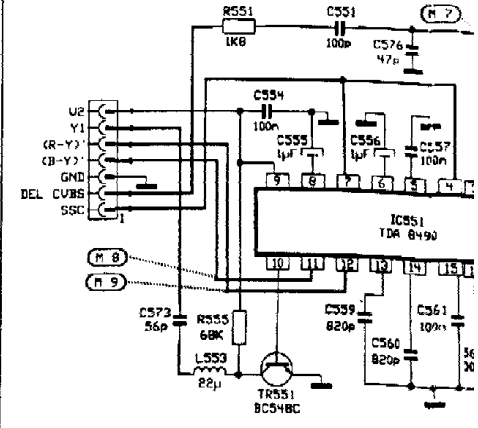 R551
1K8
C551
100p
M 7
C576
47p
U2
Y1
(R-Y)'
(B-Y)'
GND
DEL CVBS
SSC
1
C554
100n
C555
1µF
C556
1µF
C557
100n
9
8
7
6
5
4
IC551
TDA 8490
10
11
12
13
14
15
M 8
M 9
C573
56p
R555
68K
L553
22µ
TR551
BC548C
C559
820p
C560
820p
C561
100n